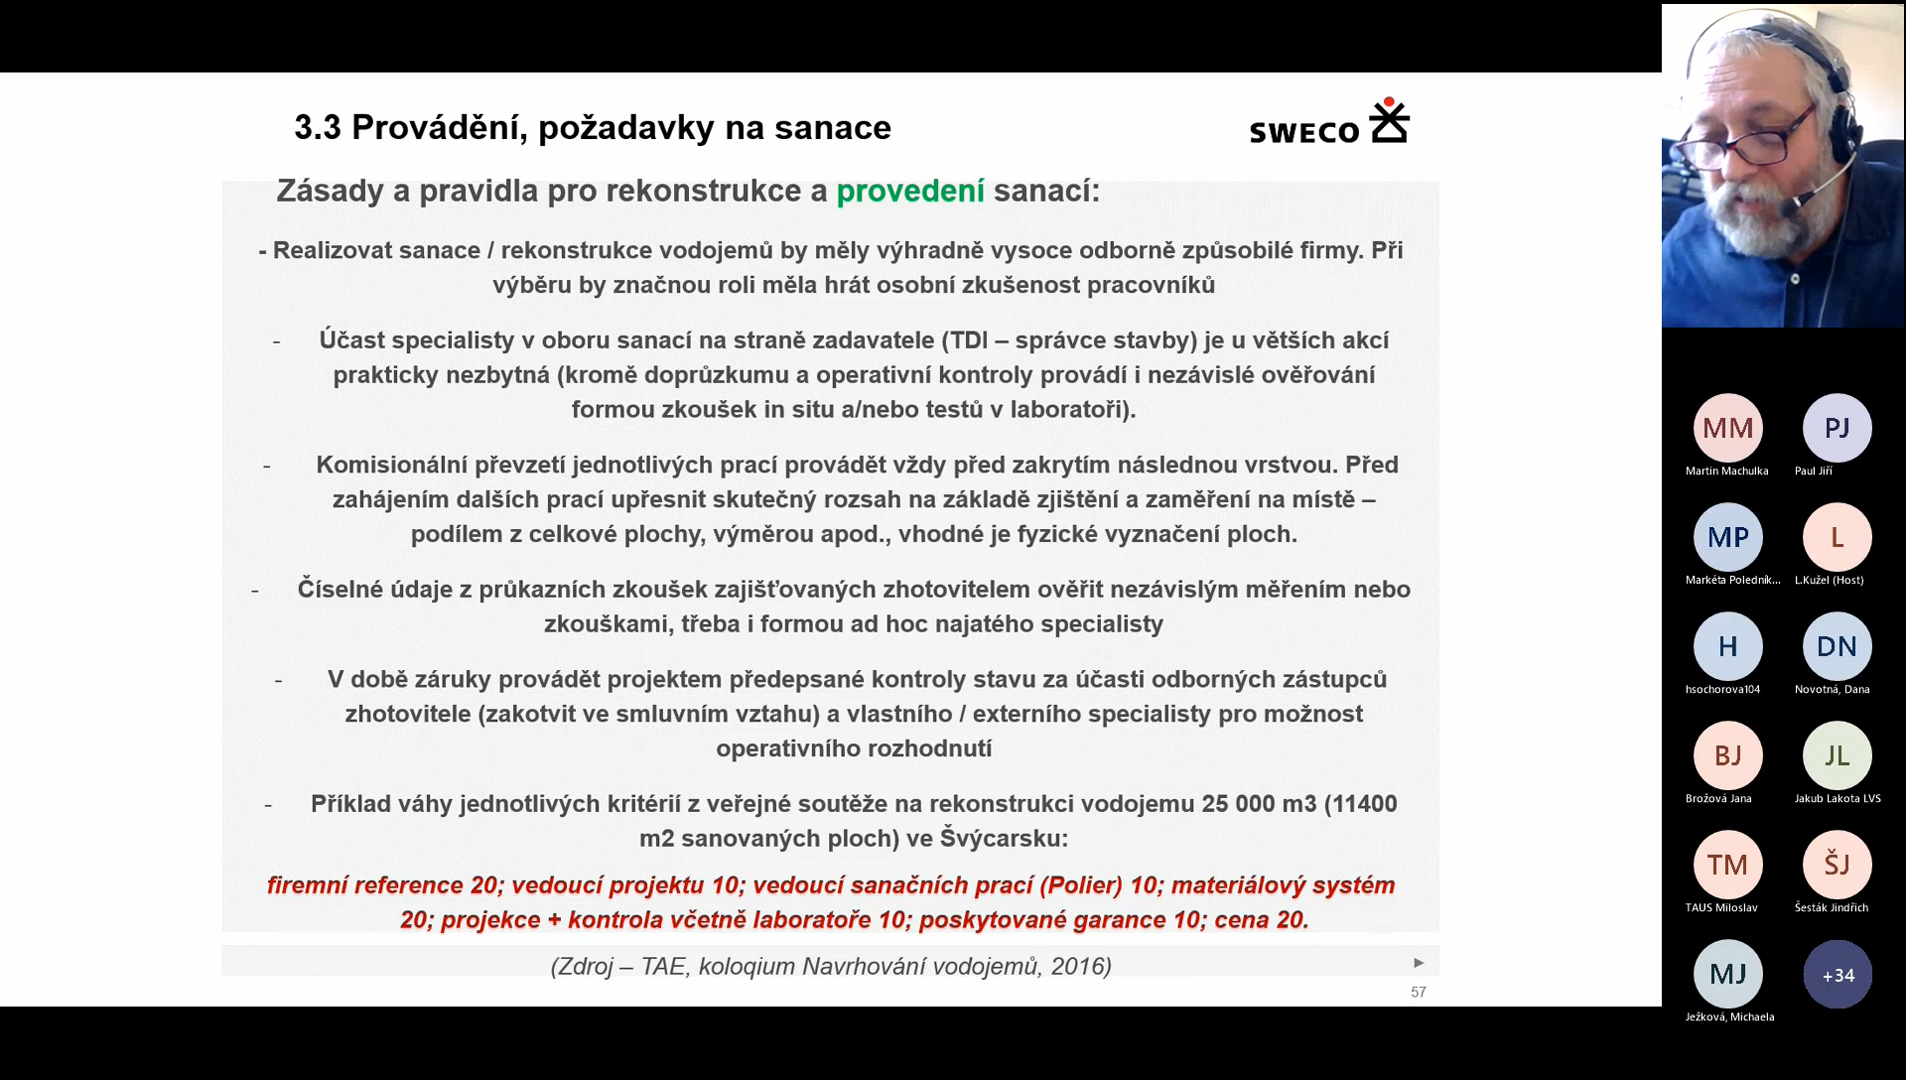 3.3 Provádění, požadavky na sanace
SWECO
Zásady a pravidla pro rekonstrukce a provedení sanací:
- Realizovat sanace / rekonstrukce vodojemů by měly výhradně vysoce odborně způsobilé firmy. Při
výběru by značnou roli měla hrát osobní zkušenost pracovníků
- Účast specialisty v oboru sanací na straně zadavatele (TDI – správce stavby) je u větších akcí
prakticky nezbytná (kromě doprůzkumu a operativní kontroly provádí i nezávislé ověřování
formou zkoušek in situ a/nebo testů v laboratoři).
- Komisionální převzetí jednotlivých prací provádět vždy před zakrytím následnou vrstvou. Před
zahájením dalších prací upřesnit skutečný rozsah na základě zjištění a zaměření na místě –
podílem z celkové plochy, výměrou apod., vhodné je fyzické vyznačení ploch.
- Číselné údaje z průkazních zkoušek zajišťovaných zhotovitelem ověřit nezávislým měřením nebo
zkouškami, třeba i formou ad hoc najatého specialisty
- V době záruky provádět projektem předepsané kontroly stavu za účasti odborných zástupců
zhotovitele (zakotvit ve smluvním vztahu) a vlastního / externího specialisty pro možnost
operativního rozhodnutí
- Příklad váhy jednotlivých kritérií z veřejné soutěže na rekonstrukci vodojemu 25 000 m3 (11400
m2 sanovaných ploch) ve Švýcarsku:
firemní reference 20; vedoucí projektu 10; vedoucí sanačních prací (Polier) 10; materiálový systém
20; projekce + kontrola včetně laboratoře 10; poskytované garance 10; cena 20.
(Zdroj – TAE, koloqium Navrhování vodojemů, 2016)
57
MM
PJ
Martin Machulka
Paul Jiří
MP
L
Markéta Poledník...
L.Kužel (Host)
H
DN
hsochorova104
Novotná, Dana
BJ
JL
Brožová Jana
Jakub Lakota LVS
TM
ŠJ
TAUS Miloslav
Šesták Jindřich
MJ
+34
Ježková, Michaela